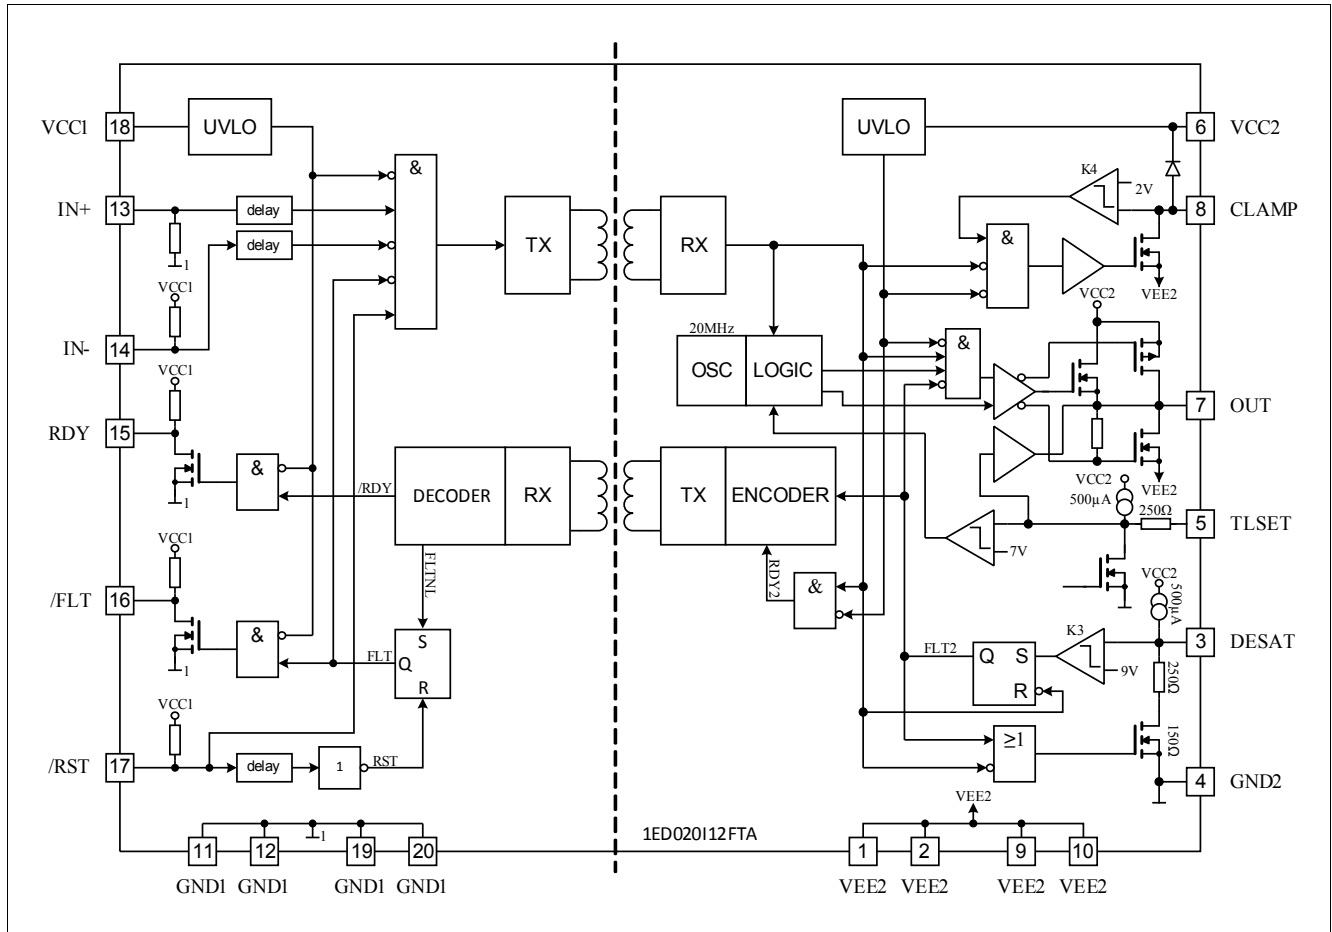 VCC1
18
UVLO
UVLO
6
VCC2
&
K4
2V
IN+
13
delay
8
CLAMP
delay
TX
RX
&
1
VCC1
VEE2
VCC2
IN-
14
20MHz
&
VCC1
OSC
LOGIC
7
OUT
RDY
15
&
/RDY
DECODER
RX
TX
ENCODER
VCC2
VEE2
500µA
250Ω
5
TLSET
1
VCC1
FLTNL
7V
RDY2
&
VCC2
500µA
/FLT
16
&
FLT
S
Q
R
FLT2
Q
S
R
K3
9V
3
DESAT
250Ω
1
VCC1
≥1
150Ω
/RST
17
delay
1
RST
4
GND2
VEE2
1
1ED020I12FTA
11
12
19
20
1
2
9
10
GND1
GND1
GND1
GND1
VEE2
VEE2
VEE2
VEE2